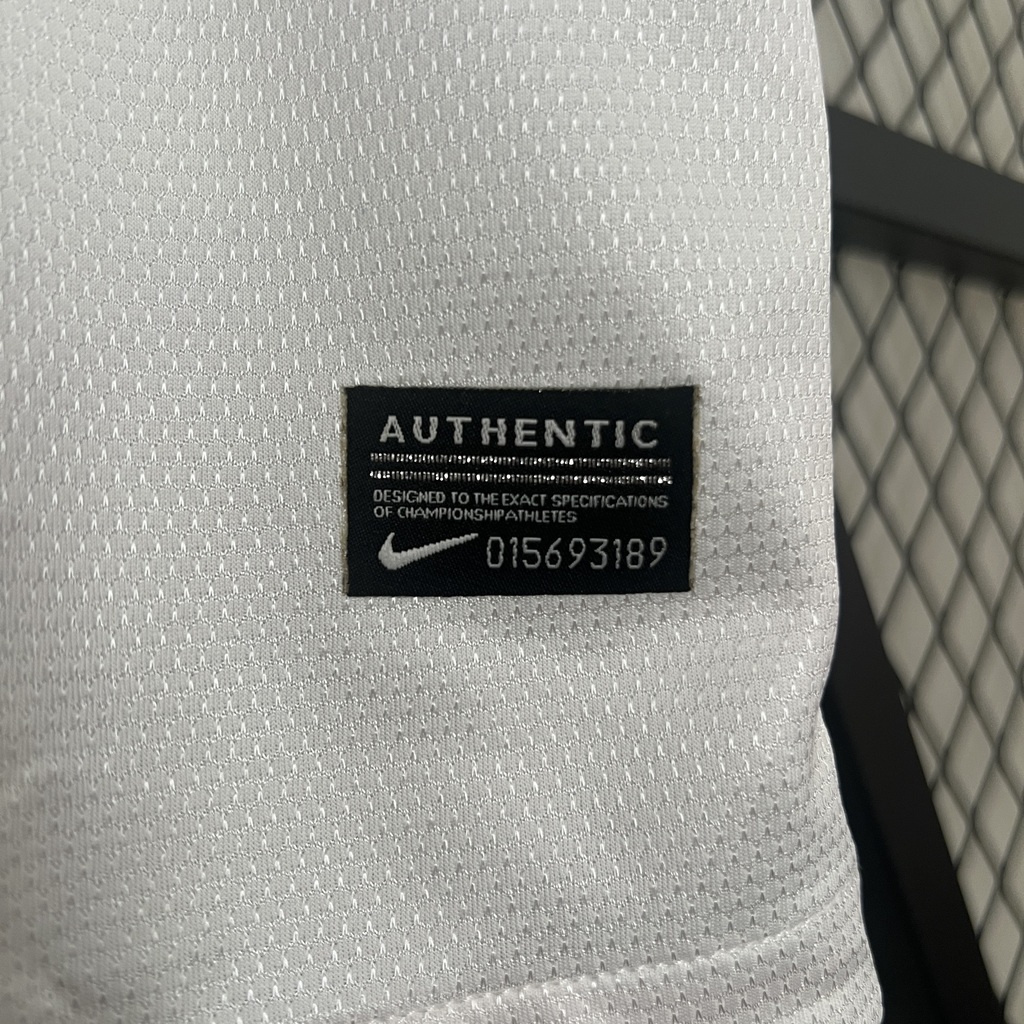 AUTHENTIC
DESIGNED TO THE EXACT SPECIFICATIONS
OF CHAMPIONSHIPATHLETES
015693189